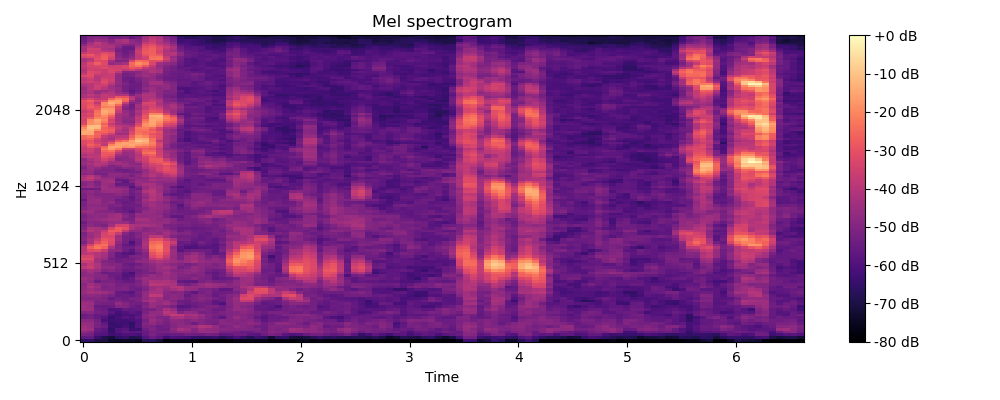 Mel spectrogram
+0 dB
-10 dB
2048
-20 dB
-30 dB
Hz
1024
-40 dB
-50 dB
512
-60 dB
-70 dB
0
-80 dB
0 1 2 3 4 5 6
Time